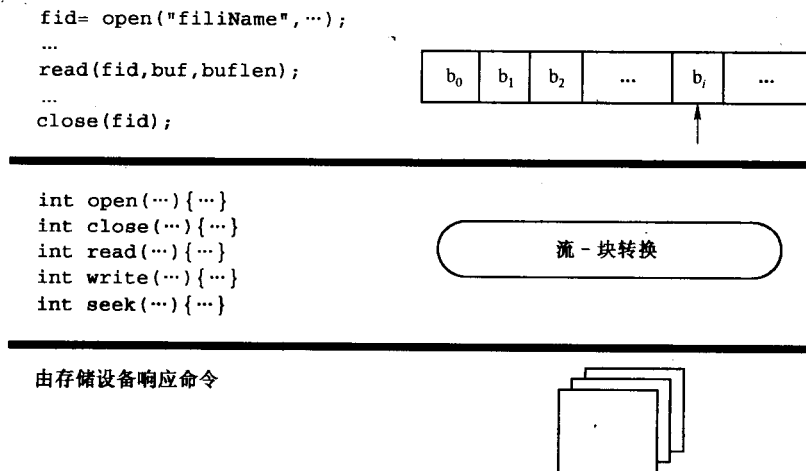 fid= open("filiName",…);
…
read(fid,buf,buflen);
…
close(fid);
b0 b1 b2 … bi …
int open(…){…}
int close(…){…}
int read(…){…}
int write(…){…}
int seek(…){…}
流-块转换
由存储设备响应命令